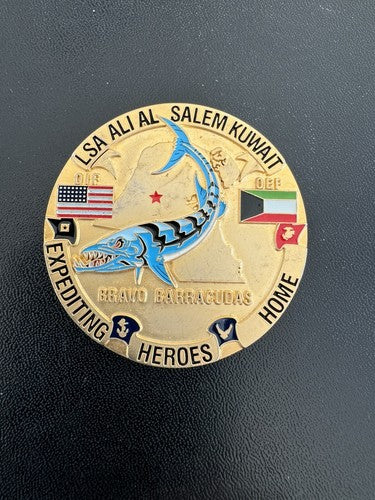 LSA ALI AL SALEM KUWAIT
OIF
OEF
BRAVO BARRACUDAS
EXPEDITING HEROES HOME